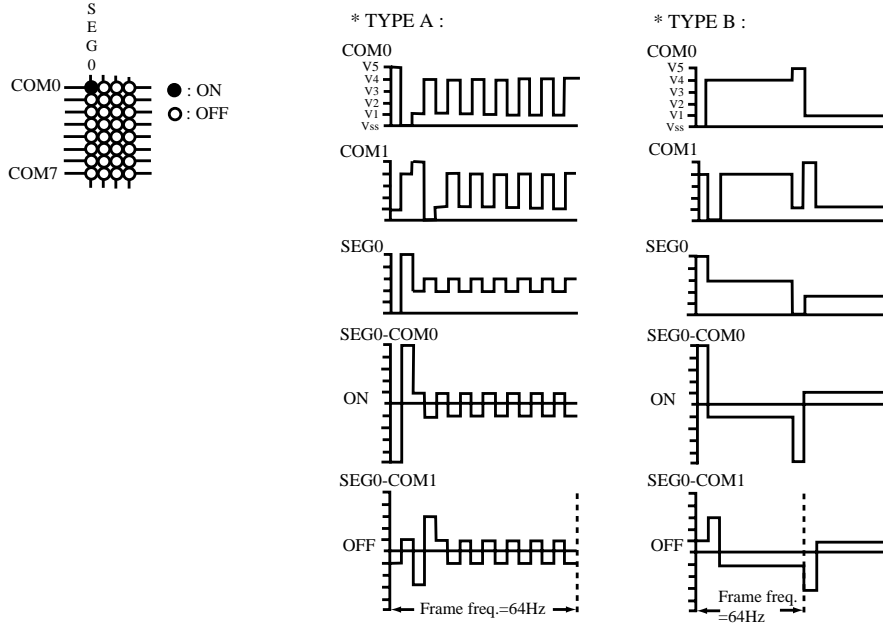 S
E
G
0
COM0
COM7
: ON
: OFF
* TYPE A :
COM0
V5
V4
V3
V2
V1
Vss
COM1
SEG0
SEG0-COM0
ON
SEG0-COM1
OFF
Frame freq.=64Hz
* TYPE B :
COM0
V5
V4
V3
V2
V1
Vss
COM1
SEG0
SEG0-COM0
ON
SEG0-COM1
OFF
Frame freq.
=64Hz